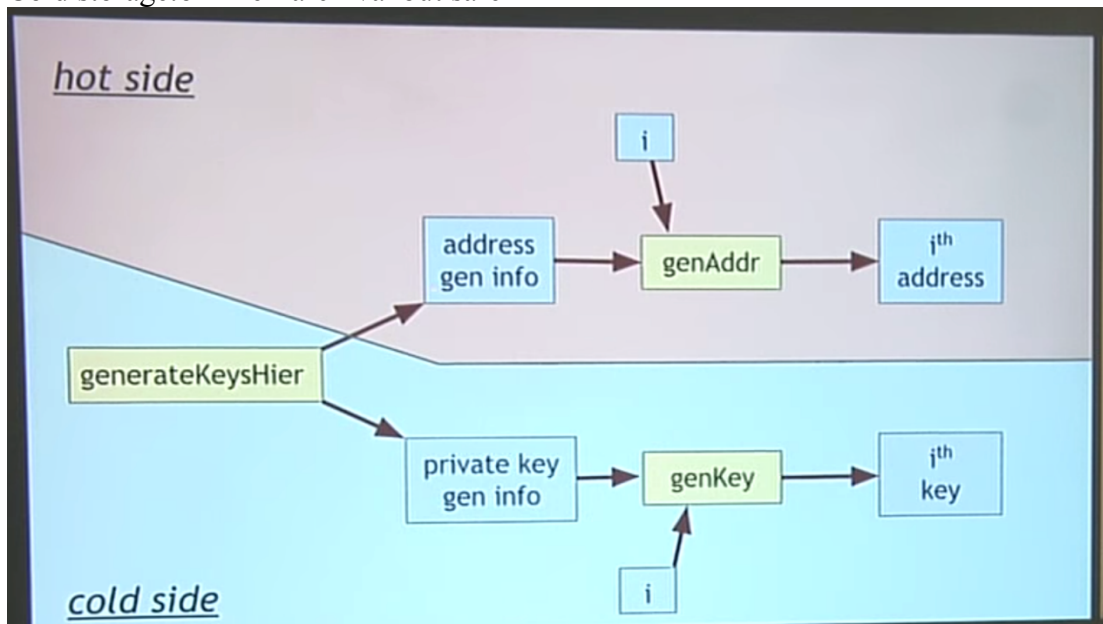 hot side
i
address
gen info
genAddr
ith
address
generateKeysHier
private key
gen info
genKey
ith
key
i
cold side